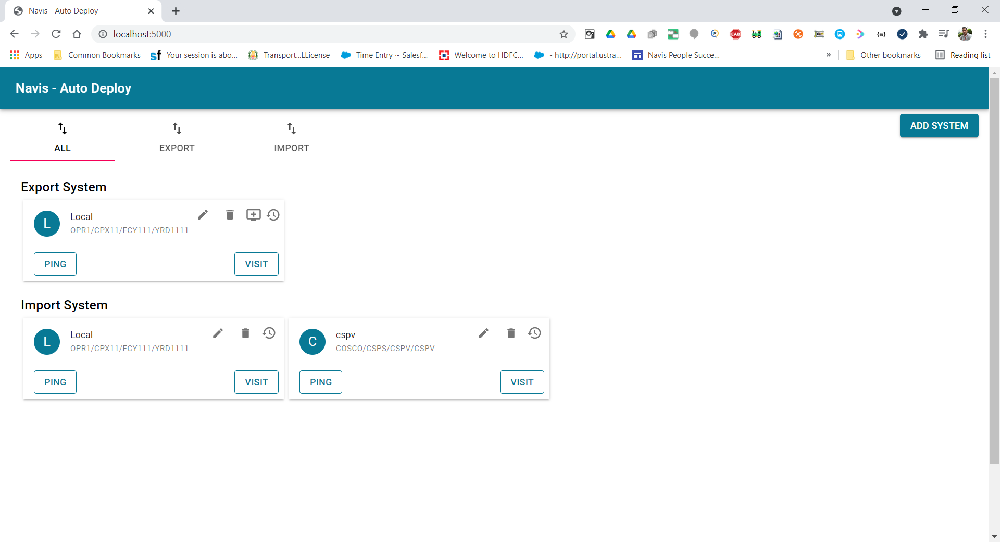 Navis - Auto Deploy
localhost:5000
EAB
Apps
Common Bookmarks
sf Your session is abo...
Transport...LLicense
Time Entry ~ Salesf...
Welcome to HDFC...
- http://portal.ustra...
Navis People Succe...
»
Other bookmarks
Reading list
Navis - Auto Deploy
ALL
EXPORT
IMPORT
ADD SYSTEM
Export System
L
Local
OPR1/CPX11/FCY111/YRD1111
PING
VISIT
Import System
L
Local
OPR1/CPX11/FCY111/YRD1111
PING
VISIT
C
cspv
COSCO/CSPS/CSPV/CSPV
PING
VISIT